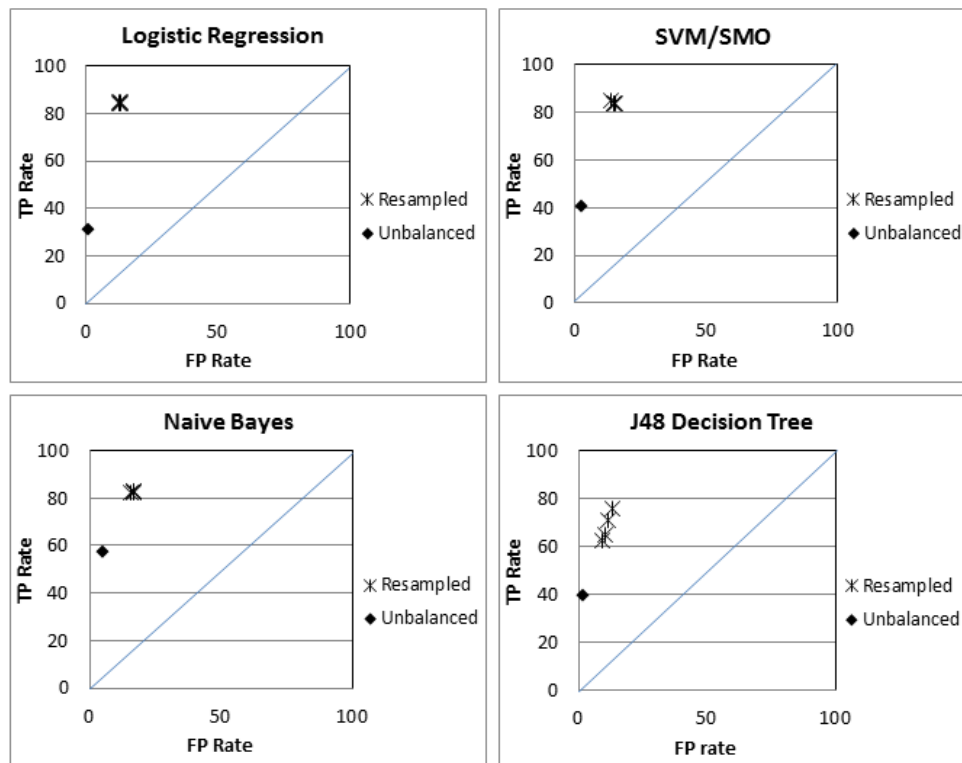 Logistic Regression
100
80
60
40
20
0
TP Rate
0 50 100
FP Rate
Resampled
Unbalanced
SVM/SMO
100
80
60
40
20
0
TP Rate
0 50 100
FP Rate
Resampled
Unbalanced
Naive Bayes
100
80
60
40
20
0
TP Rate
0 50 100
FP Rate
Resampled
Unbalanced
J48 Decision Tree
100
80
60
40
20
0
TP Rate
0 50 100
FP rate
Resampled
Unbalanced